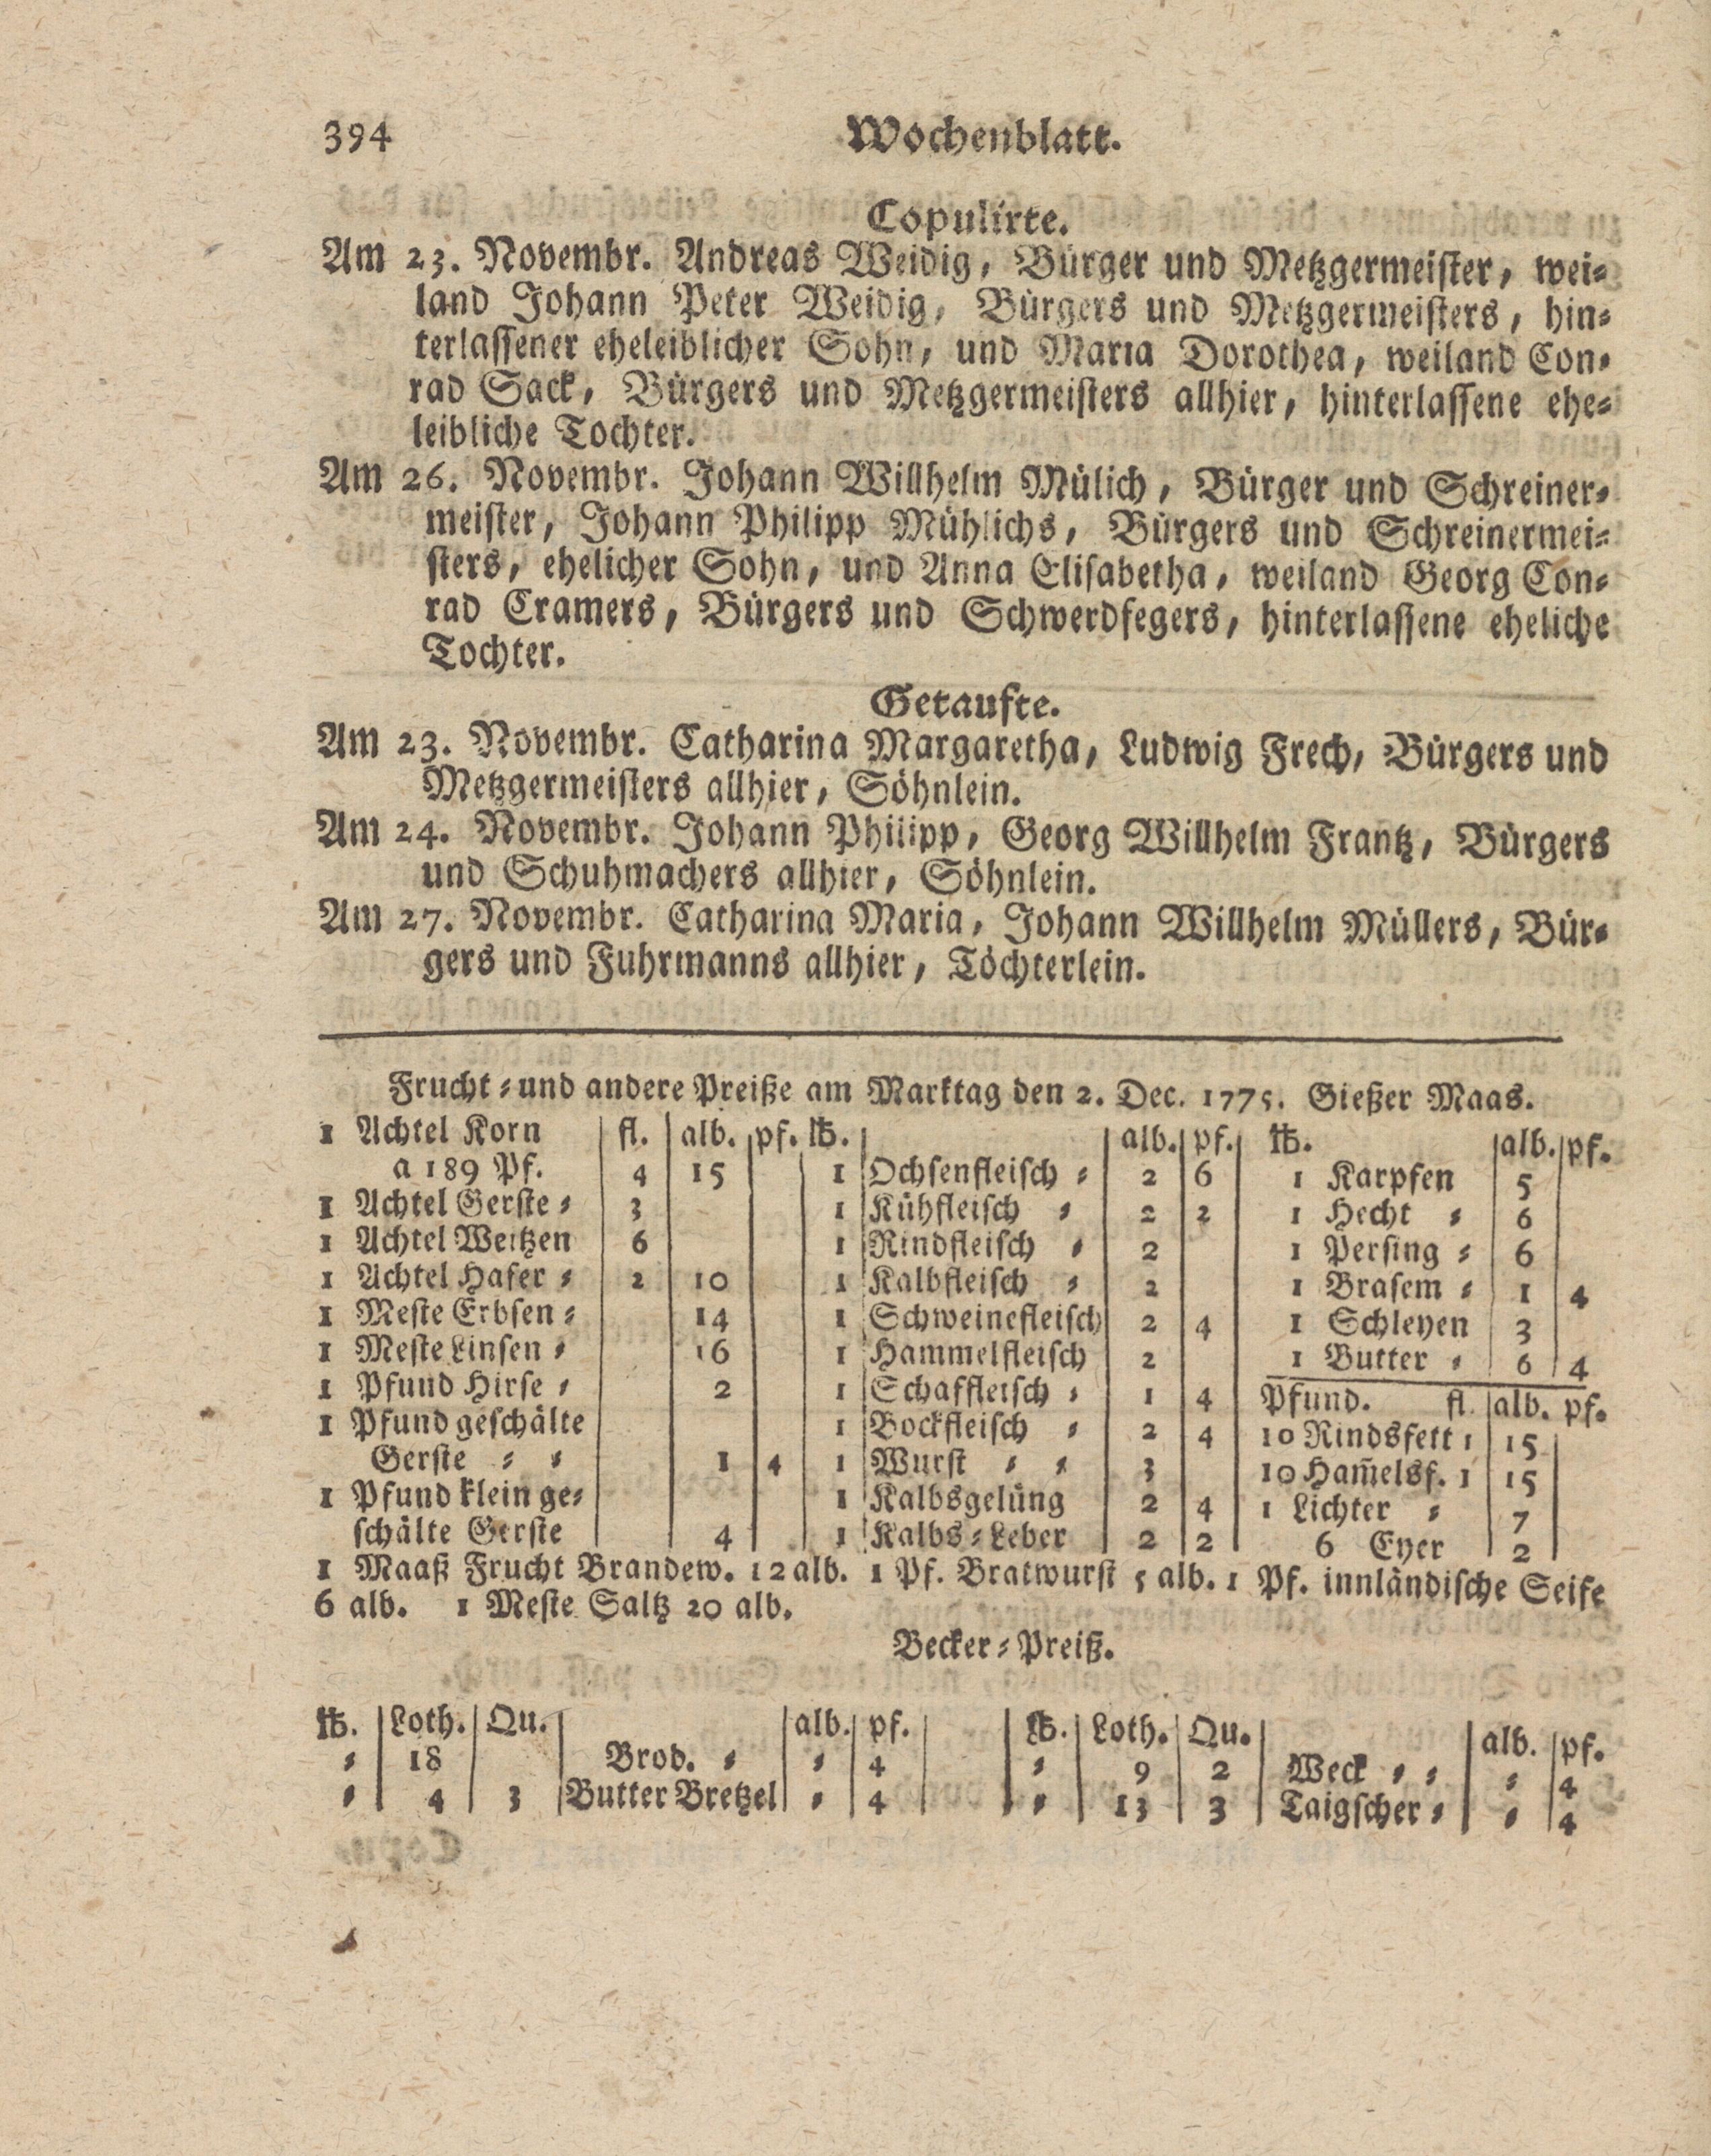 394 Wochenblatt.
Copulirte.
Am 23. Novembr. Andreas Weidig, Bürger und Metzgermeister, wei-
land Johann Peter Weidig, Bürgers und Metzgermeisters, hin-
terlassener eheleiblicher Sohn, und Maria Dorothea, weiland Con-
rad Sack, Bürgers und Metzgermeisters allhier, hinterlassene ehe-
leibliche Tochter.
Am 26. Novembr. Johann Willhelm Mülich, Bürger und Schreiner-
meister, Johann Philipp Mühlichs, Bürgers und Schreinermei-
sters, ehelicher Sohn, und Anna Elisabetha, weiland Georg Con-
rad Cramers, Bürgers und Schwerdfegers, hinterlassene eheliche
Tochter.
Getaufte.
Am 23. Novembr. Catharina Margaretha, Ludwig Frech, Bürgers und
Metzgermeisters allhier, Söhnlein.
Am 24. Novembr. Johann Philipp, Georg Willhelm Frantz, Bürgers
und Schuhmachers allhier, Söhnlein.
Am 27. Novembr. Catharina Maria, Johann Willhelm Müllers, Bür-
gers und Fuhrmanns allhier, Töchterlein.
Frucht- und andere Preiße am Marktag den 2. Dec. 1775. Gießer Maas.
1 Achtel Korn fl. alb. pf.
a 189 Pf. 4 15
1 Achtel Gerste - 3
1 Achtel Weitzen 6
1 Achtel Hafer - 2 10
1 Meste Erbsen - 14
1 Meste Linsen - 16
1 Pfund Hirse - 2
1 Pfund geschälte
Gerste - - 1 4
1 Pfund klein ge-
schälte Gerste 4
℔. alb. pf.
1 Ochsenfleisch - 2 6
1 Kühfleisch - 2 2
1 Rindfleisch - 2
1 Kalbfleisch - 2
1 Schweinefleisch 2 4
1 Hammelfleisch 2
1 Schaffleisch - 1 4
1 Bockfleisch - 2 4
1 Wurst - - 3
1 Kalbsgelüng 2 4
1 Kalbs-Leber 2 2
℔. alb. pf.
1 Karpfen 5
1 Hecht - 6
1 Persing - 6
1 Brasem - 1 4
1 Schleyen 3
1 Butter - 6 4
Pfund. fl. alb. pf.
10 Rindsfett 1 15
10 Ham̃elsf. 1 15
1 Lichter - 7
6 Eyer 2
1 Maaß Frucht Brandew. 12 alb. 1 Pf. Bratwurst 5 alb. 1 Pf. innländische Seife
6 alb. 1 Meste Saltz 20 alb.
Becker-Preiß.
℔. Loth. Qu. alb. pf.
- 18 Brod. - - 4
- 4 3 Butter Bretzel - 4
℔. Loth. Qu. alb. pf.
- 9 2 Weck - - - 4
- 13 3 Taigscher - - 4